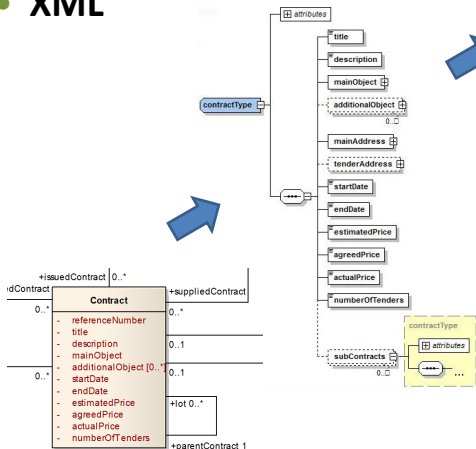 XML
attributes
title
description
mainObject
contractType
additionalObject
0..□
mainAddress
tenderAddress
startDate
endDate
estimatedPrice
agreedPrice
actualPrice
numberOfTenders
contractType
attributes
subContracts
0..□
...
+issuedContract 0..*
edContract
+suppliedContract
0..*
Contract
0..*
- referenceNumber
- title
- description
0..1
- mainObject
- additionalObject [0..*]
0..*
0..1
- startDate
- endDate
- estimatedPrice
+lot 0..*
- agreedPrice
- actualPrice
- numberOfTenders
+parentContract 1